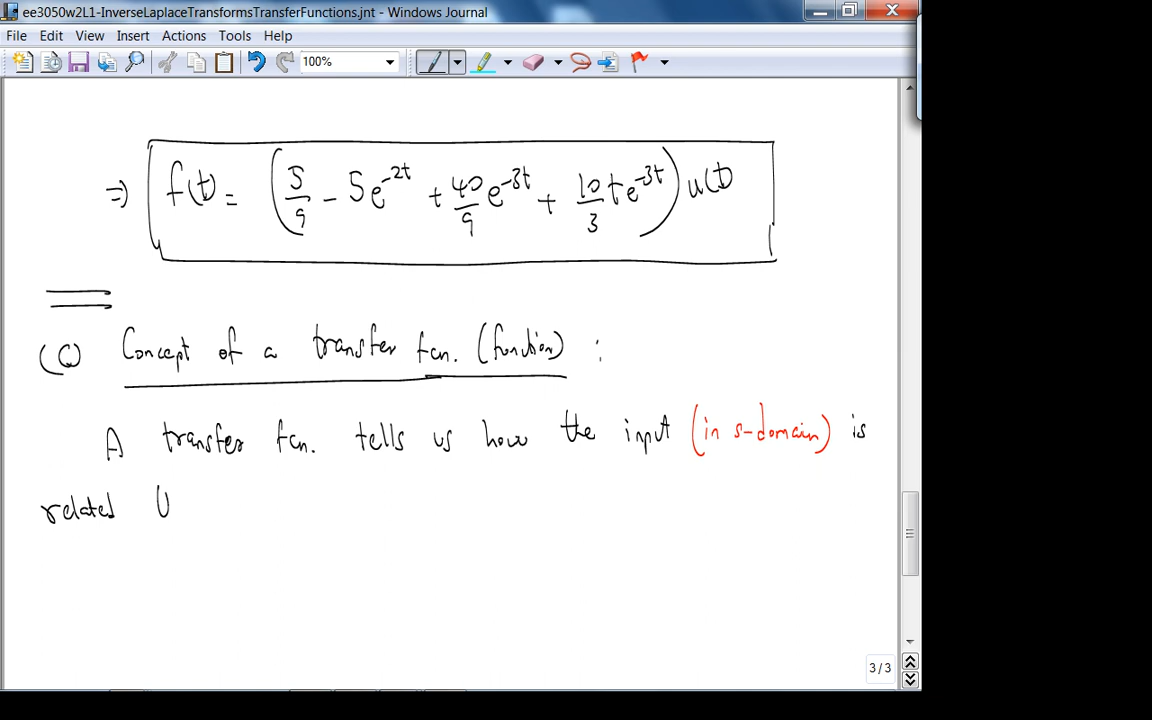 ee3050w2L1-InverseLaplaceTransformsTransferFunctions.jnt - Windows Journal
File Edit View Insert Actions Tools Help
100%
⇒ f(t) = (5/9 - 5e^-2t + 40/9 e^-3t + 10/3 te^-3t) u(t)
(C) Concept of a transfer fcn. (function) :
A transfer fcn. tells us how the input (in s-domain) is
related
3/3